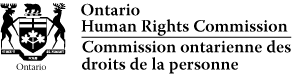 Ontario
Ontario
Human Rights Commission
Commission ontarienne des
droits de la personne